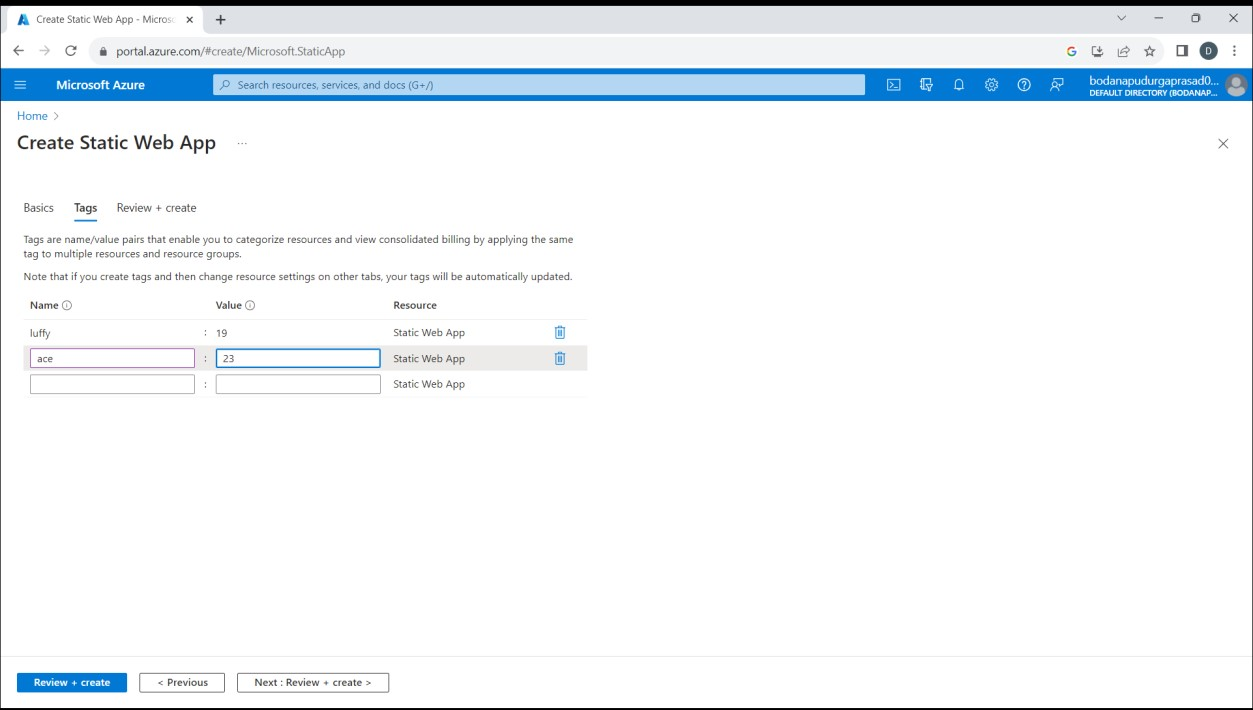 Create Static Web App - Microso
portal.azure.com/#create/Microsoft.StaticApp
D
Microsoft Azure
Search resources, services, and docs (G+/)
bodanapudurgaprasad0...
DEFAULT DIRECTORY (BODANAP...
Home >
Create Static Web App ...
Basics Tags Review + create
Tags are name/value pairs that enable you to categorize resources and view consolidated billing by applying the same
tag to multiple resources and resource groups.
Note that if you create tags and then change resource settings on other tabs, your tags will be automatically updated.
Name Value Resource
luffy : 19 Static Web App
ace : 23 Static Web App
: Static Web App
Review + create < Previous Next : Review + create >